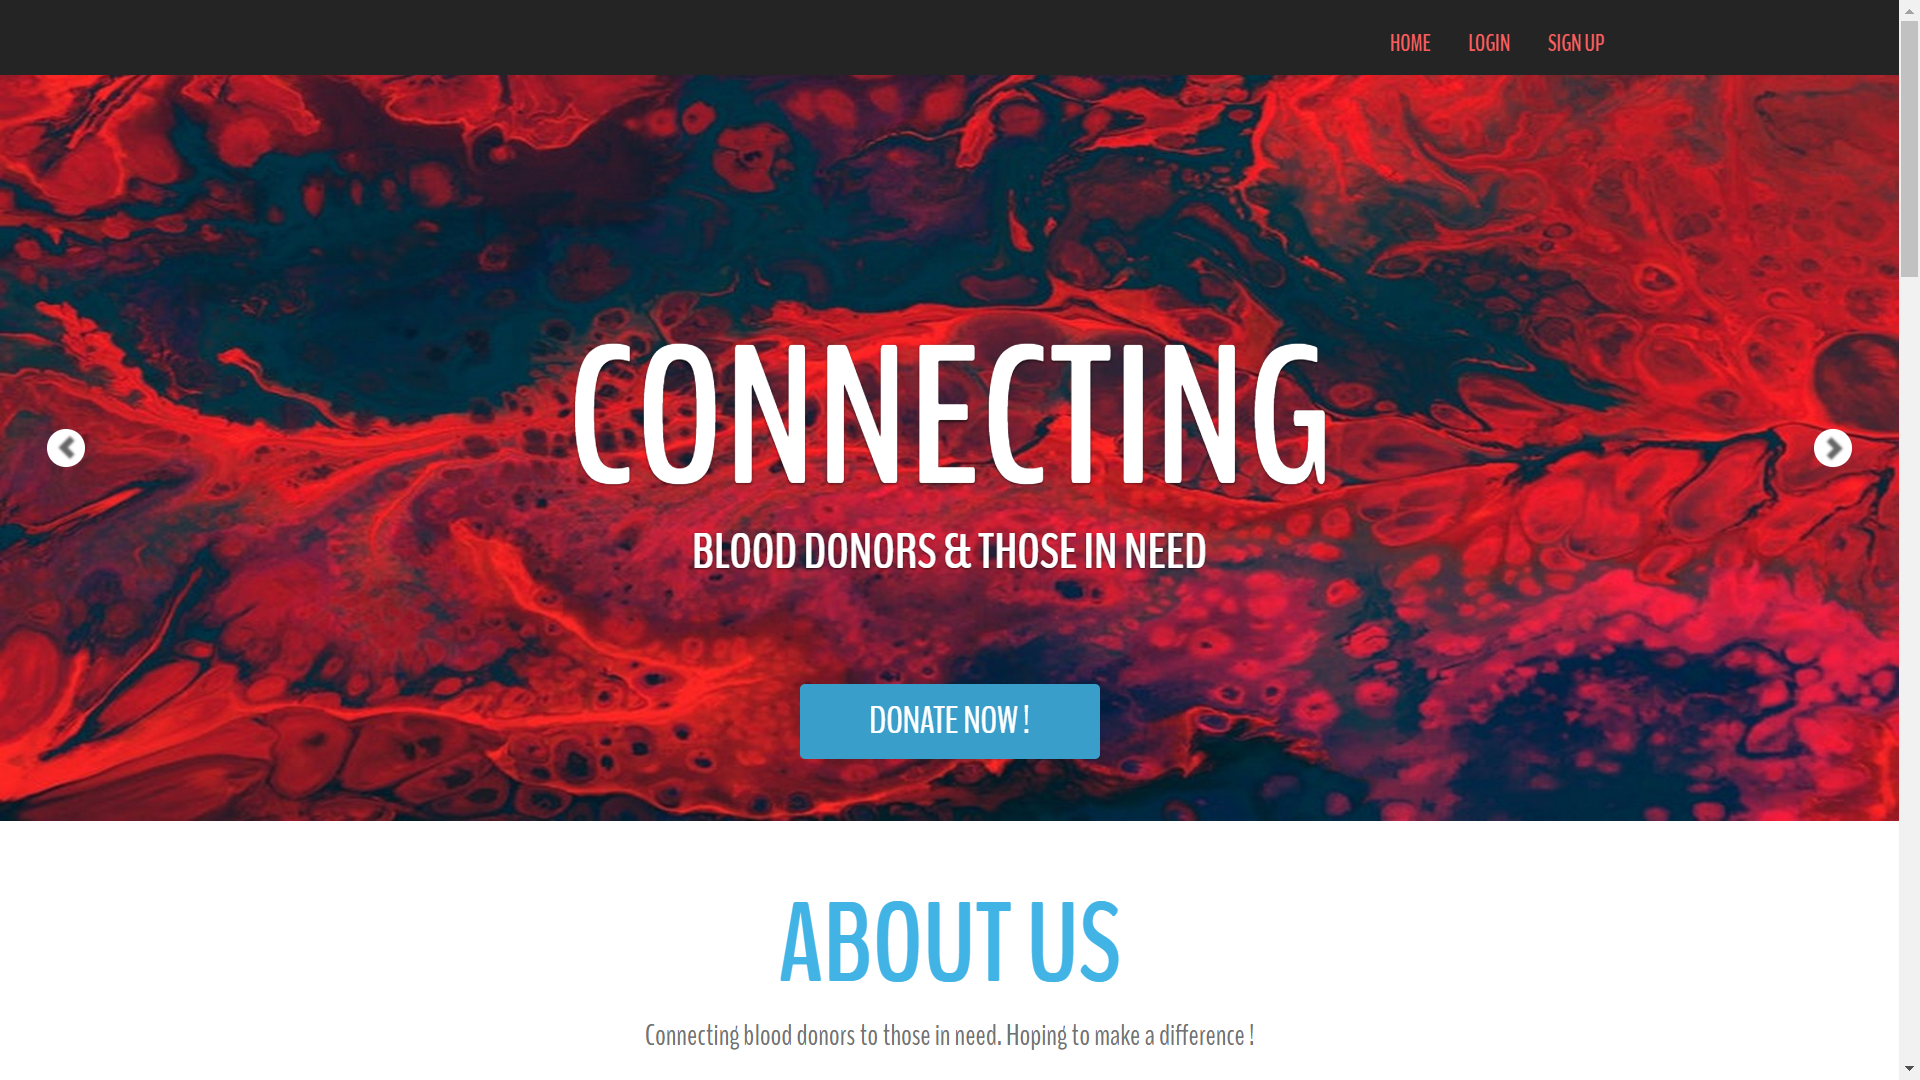 HOME LOGIN SIGN UP
CONNECTING
BLOOD DONORS & THOSE IN NEED
DONATE NOW !
ABOUT US
Connecting blood donors to those in need. Hoping to make a difference !